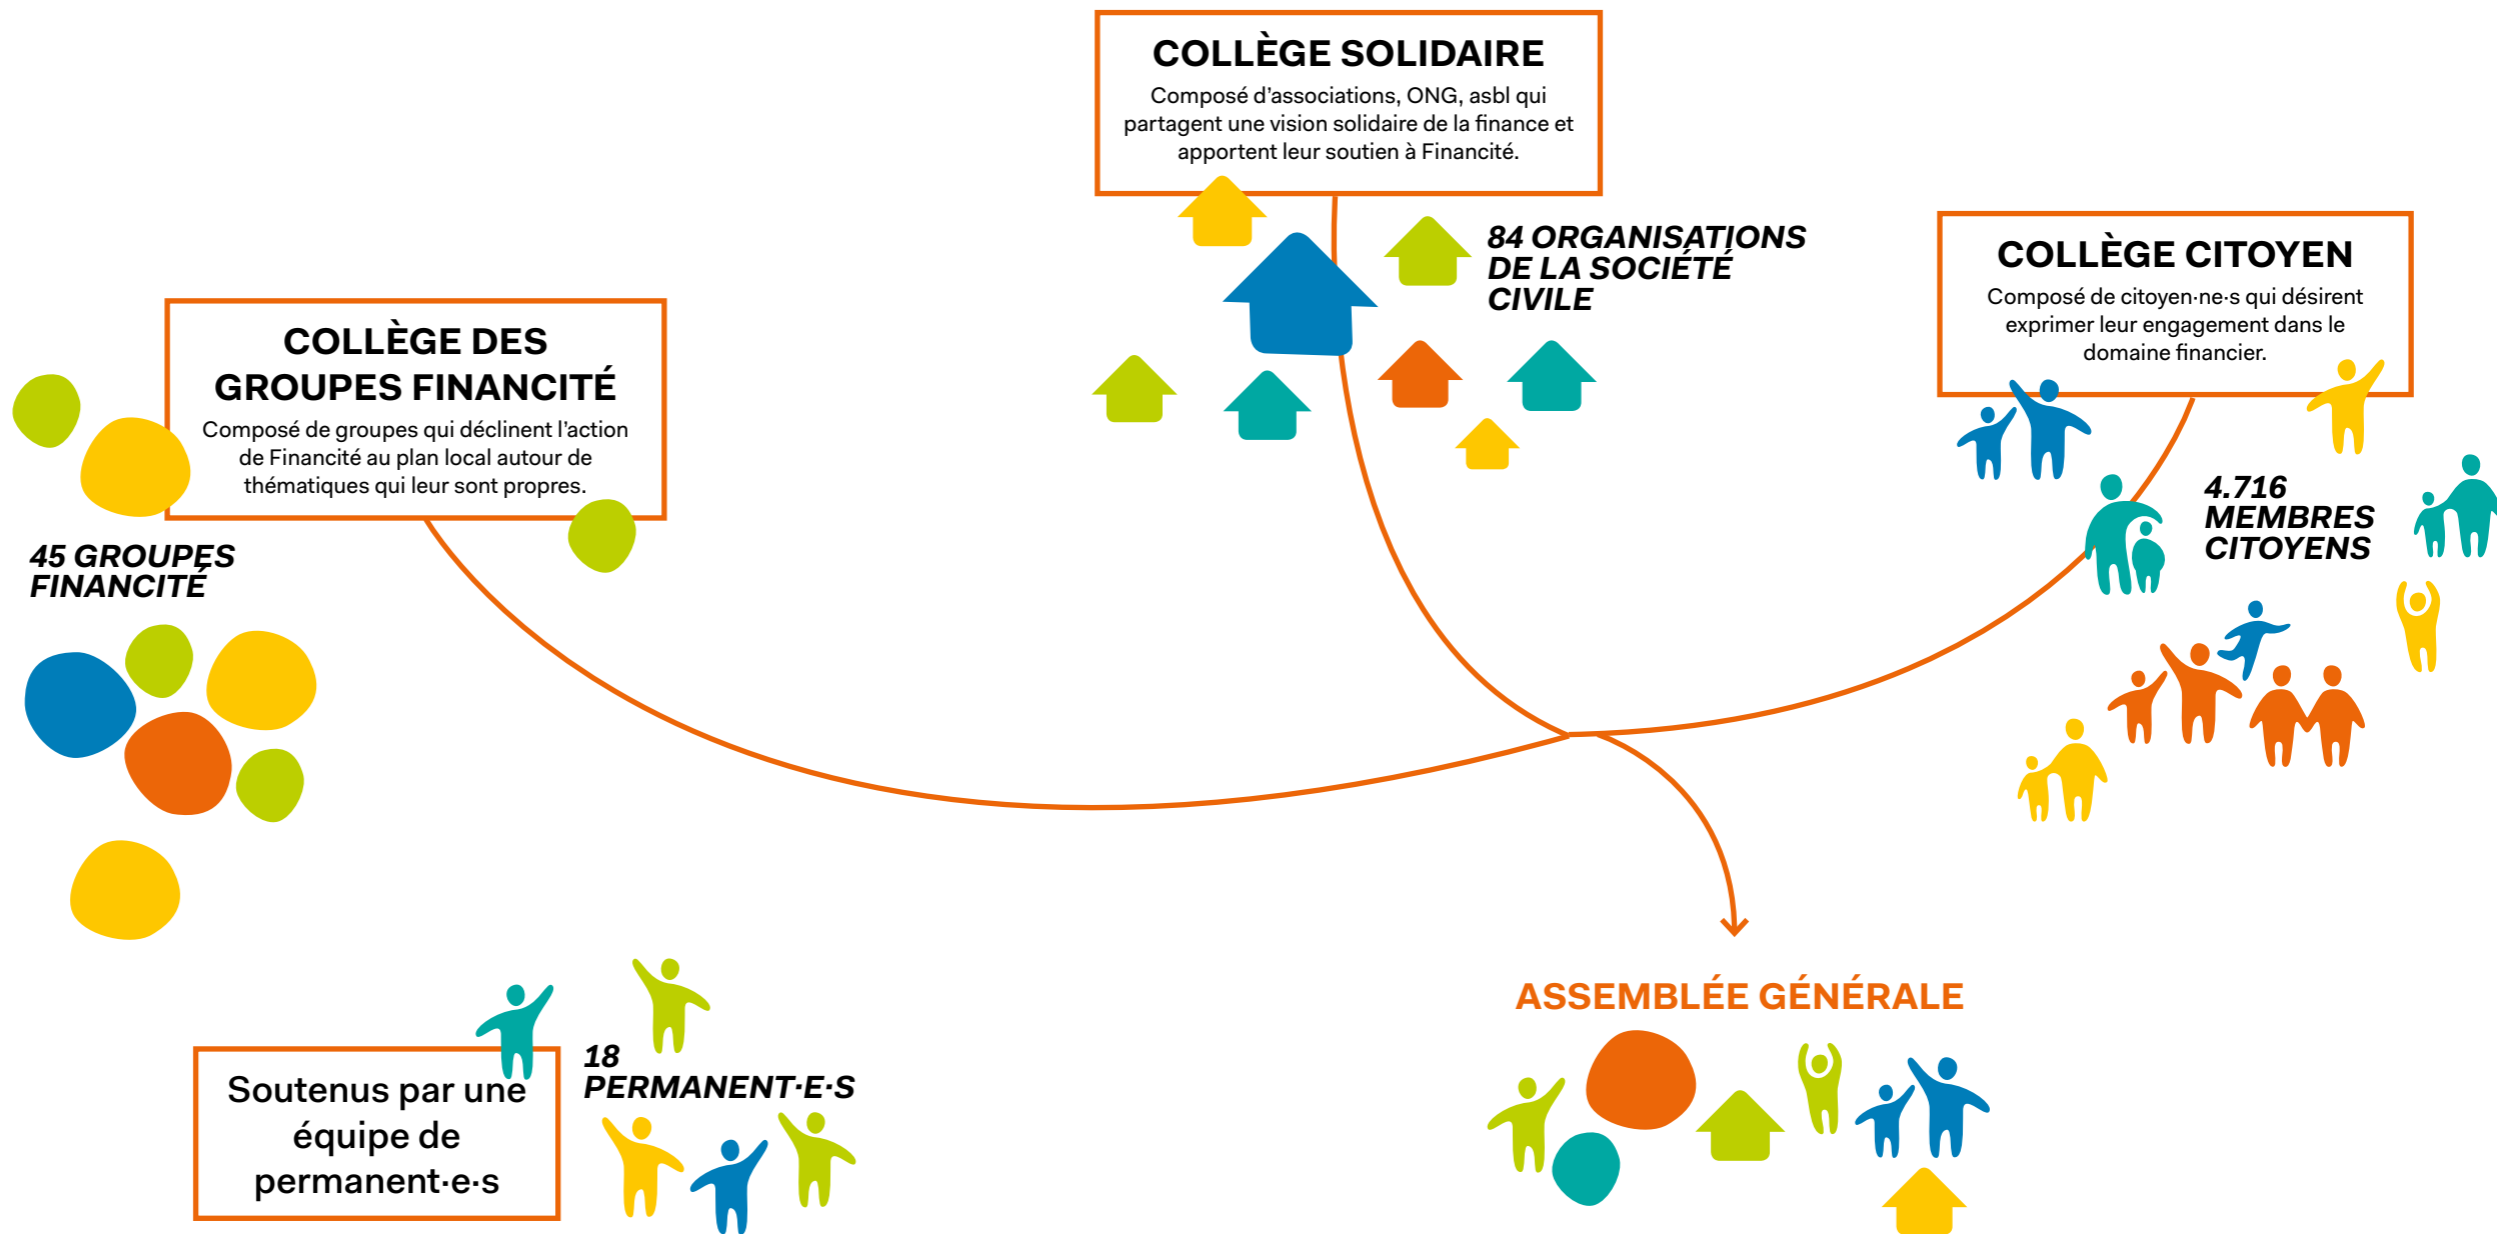 COLLÈGE SOLIDAIRE
Composé d'associations, ONG, asbl qui
partagent une vision solidaire de la finance et
apportent leur soutien à Financité.
84 ORGANISATIONS
DE LA SOCIÉTÉ
CIVILE
COLLÈGE CITOYEN
Composé de citoyen·ne·s qui désirent
exprimer leur engagement dans le
domaine financier.
4.716
MEMBRES
CITOYENS
COLLÈGE DES
GROUPES FINANCITÉ
Composé de groupes qui déclinent l'action
de Financité au plan local autour de
thématiques qui leur sont propres.
45 GROUPES
FINANCITÉ
ASSEMBLÉE GÉNÉRALE
Soutenus par une
équipe de
permanent·e·s
18
PERMANENT·E·S